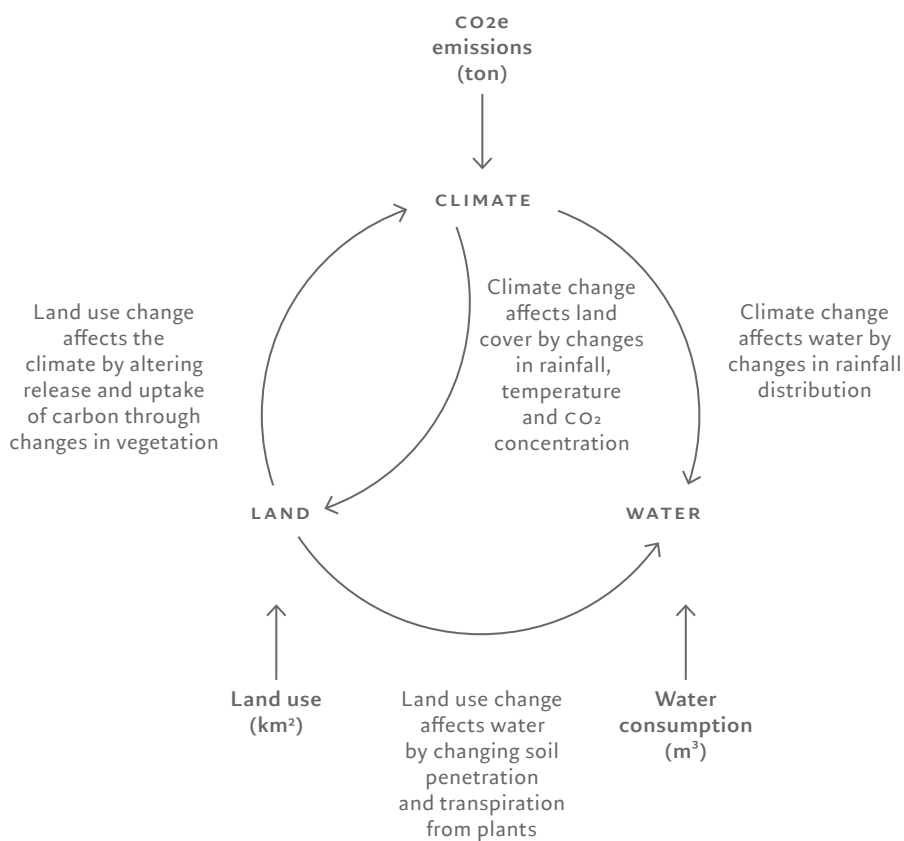 CO2e
emissions
(ton)
CLIMATE
Land use change
affects the
climate by altering
release and uptake
of carbon through
changes in vegetation
Climate change
affects land
cover by changes
in rainfall,
temperature
and CO₂
concentration
Climate change
affects water by
changes in rainfall
distribution
LAND
WATER
Land use
(km²)
Land use change
affects water
by changing soil
penetration
and transpiration
from plants
Water
consumption
(m³)